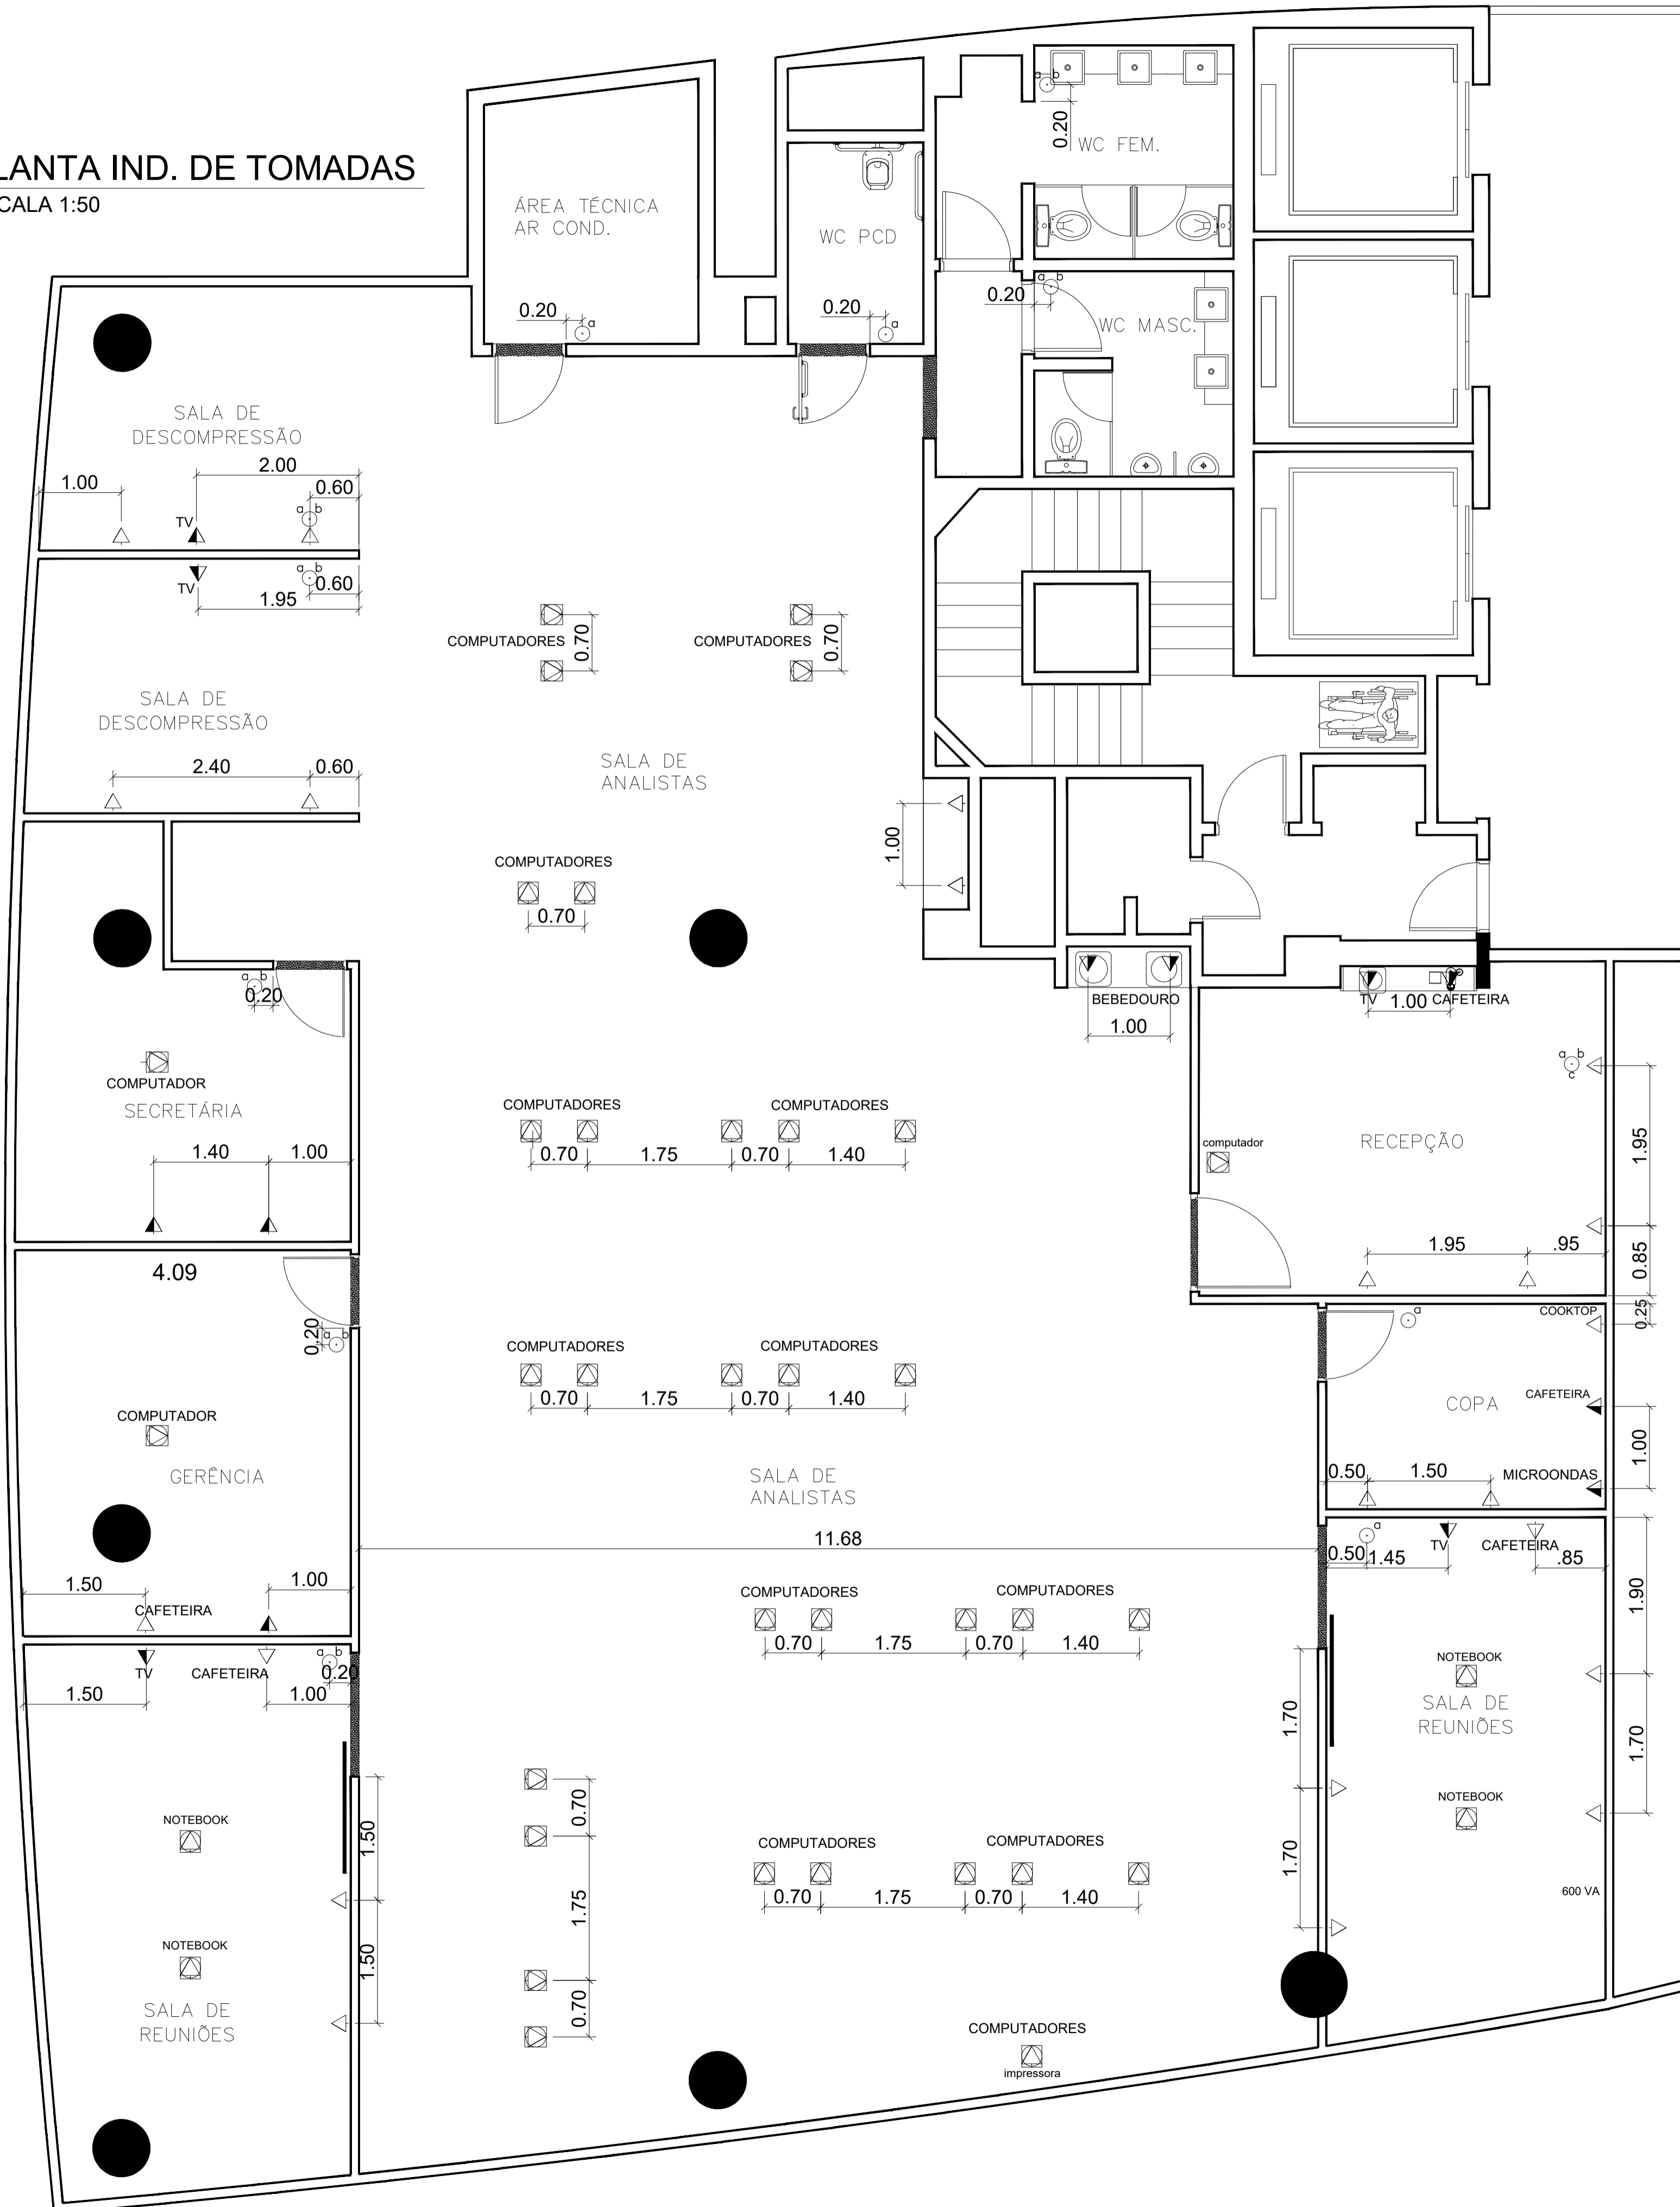 LANTA IND. DE TOMADAS
CALA 1:50
ÁREA TÉCNICA
AR COND.
0.20
a
WC PCD
0.20
a
a b
0.20
WC FEM.
a b
0.20
WC MASC.
SALA DE
DESCOMPRESSÃO
1.00
2.00
0.60
a b
TV
TV
a b
0.60
1.95
SALA DE
DESCOMPRESSÃO
2.40
0.60
COMPUTADORES
0.70
COMPUTADORES
0.70
SALA DE
ANALISTAS
1.00
COMPUTADORES
0.70
a b
0.20
COMPUTADOR
SECRETÁRIA
1.40
1.00
BEBEDOURO
1.00
TV
1.00
CAFETEIRA
a b
c
computador
RECEPÇÃO
1.95
1.95
.95
0.85
COMPUTADORES
COMPUTADORES
0.70
1.75
0.70
1.40
4.09
0.20
a b
COMPUTADOR
GERÊNCIA
1.50
1.00
CAFETEIRA
COMPUTADORES
COMPUTADORES
0.70
1.75
0.70
1.40
SALA DE
ANALISTAS
11.68
a
COOKTOP
0.25
CAFETEIRA
COPA
1.00
0.50
1.50
MICROONDAS
a
TV
CAFETEIRA
0.50
1.45
.85
1.90
NOTEBOOK
SALA DE
REUNIÕES
1.70
NOTEBOOK
600 VA
1.70
1.70
TV
CAFETEIRA
a b
0.20
1.50
1.00
NOTEBOOK
1.50
NOTEBOOK
1.50
SALA DE
REUNIÕES
COMPUTADORES
COMPUTADORES
0.70
1.75
0.70
1.40
0.70
1.75
0.70
COMPUTADORES
COMPUTADORES
0.70
1.75
0.70
1.40
COMPUTADORES
impressora